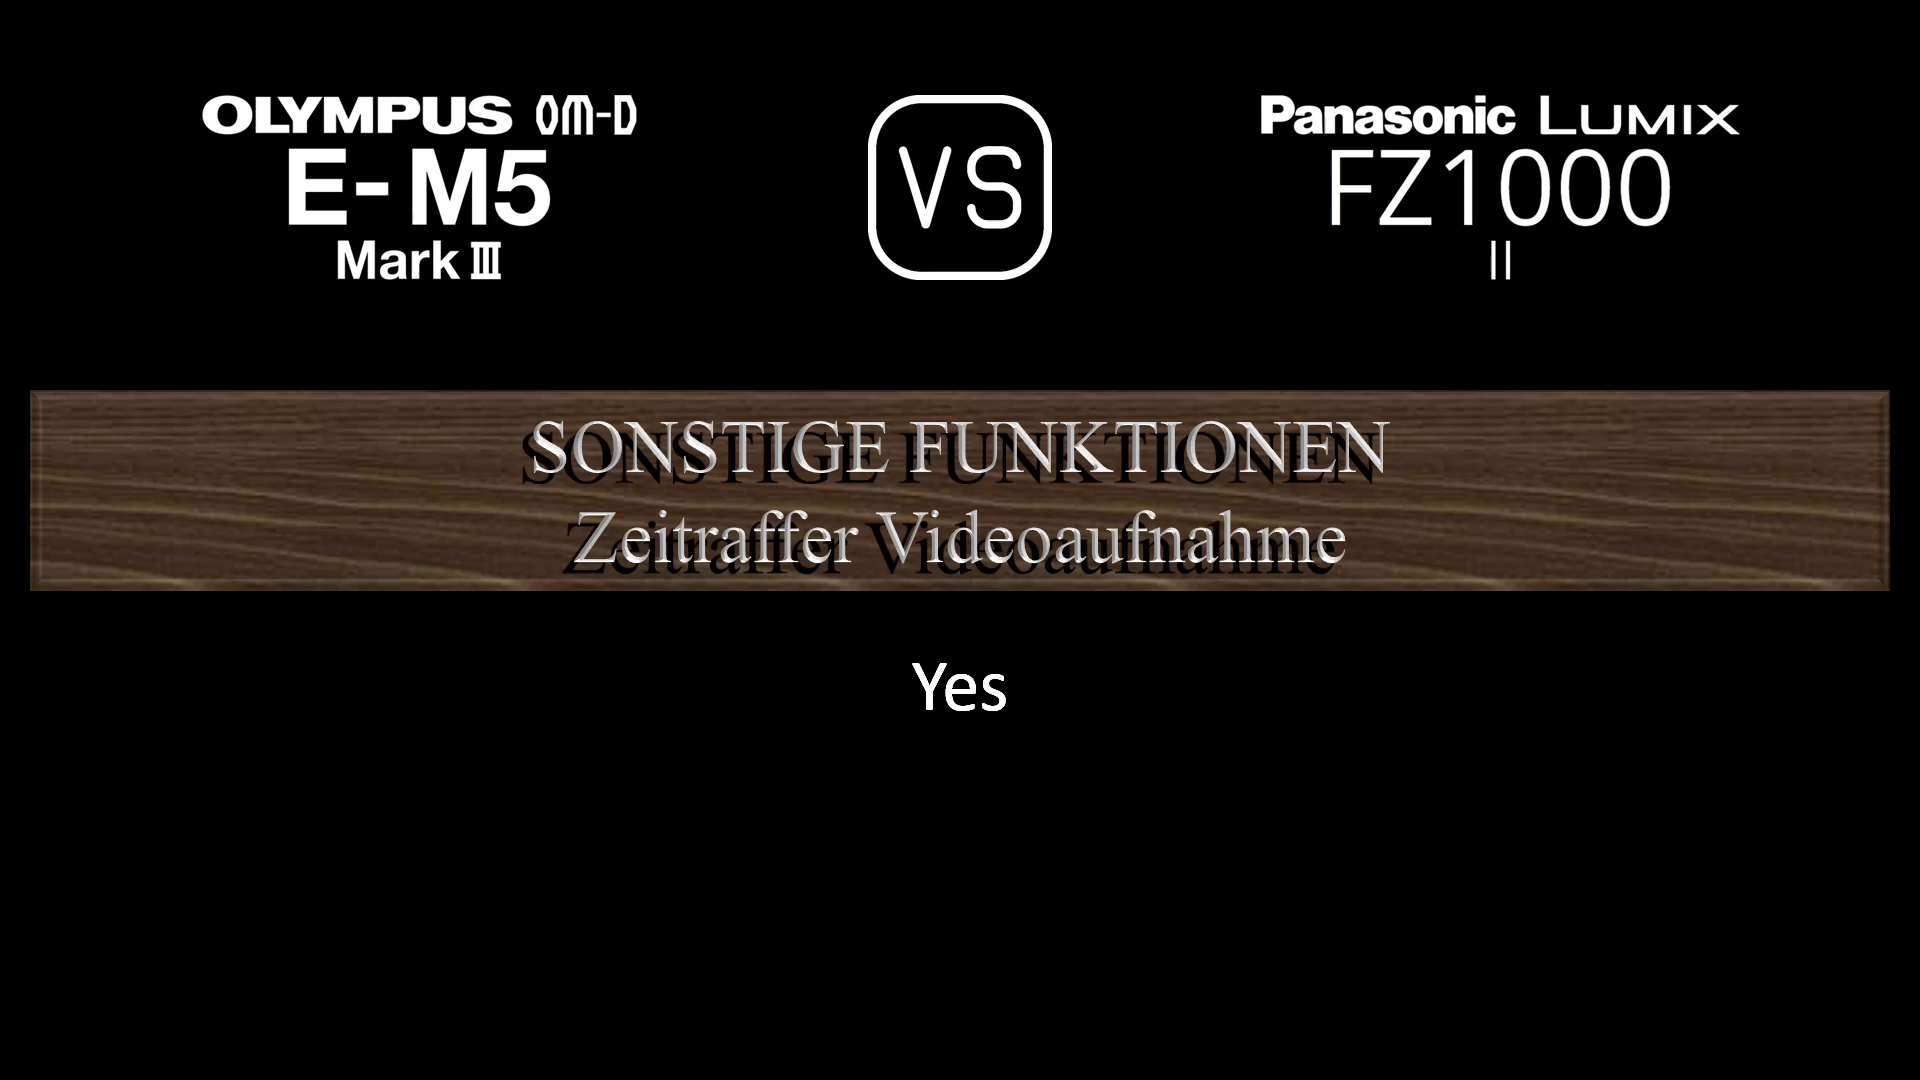 OLYMPUS OM-D
E-M5
Mark III
VS
Panasonic LUMIX
FZ1000
II
SONSTIGE FUNKTIONEN
Zeitraffer Videoaufnahme
Yes